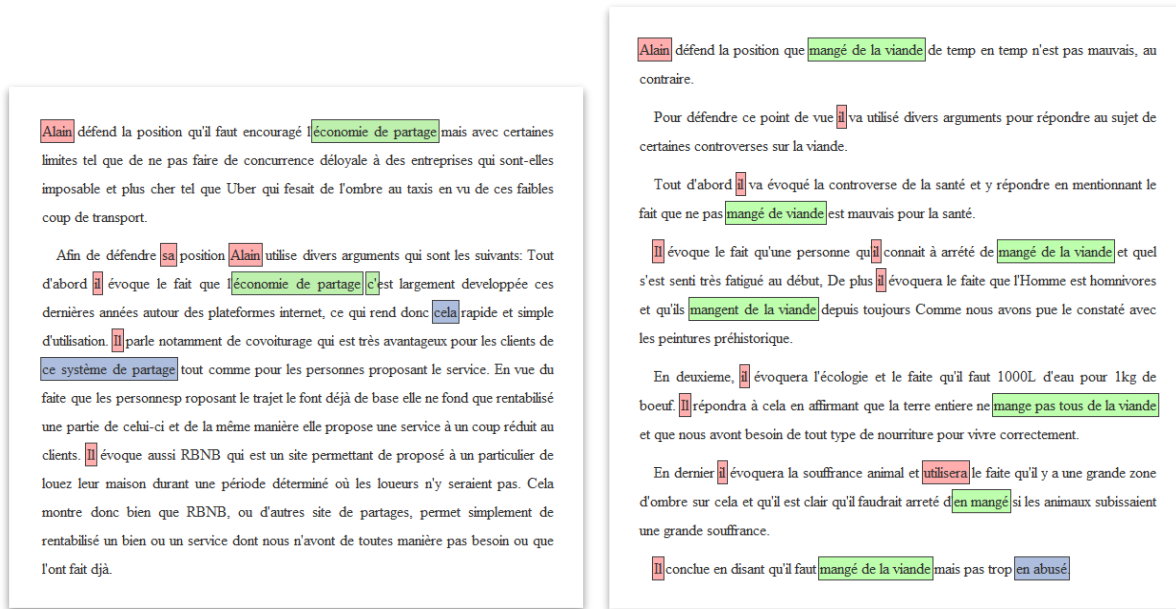 Alain défend la position qu'il faut encouragé l'économie de partage mais avec certaines
limites tel que de ne pas faire de concurrence déloyale à des entreprises qui sont-elles
imposable et plus cher tel que Uber qui fesait de l'ombre au taxis en vu de ces faibles
coup de transport.
Afin de défendre sa position Alain utilise divers arguments qui sont les suivants: Tout
d'abord il évoque le fait que l'économie de partage c'est largement developpée ces
dernières années autour des plateformes internet, ce qui rend donc cela rapide et simple
d'utilisation. Il parle notamment de covoiturage qui est très avantageux pour les clients de
ce système de partage tout comme pour les personnes proposant le service. En vue du
faite que les personnesp roposant le trajet le font déjà de base elle ne fond que rentabilisé
une partie de celui-ci et de la même manière elle propose une service à un coup réduit au
clients. Il évoque aussi RBNB qui est un site permettant de proposé à un particulier de
louez leur maison durant une période déterminé où les loueurs n'y seraient pas. Cela
montre donc bien que RBNB, ou d'autres site de partages, permet simplement de
rentabilisé un bien ou un service dont nous n'avont de toutes manière pas besoin ou que
l'ont fait djà.
Alain défend la position que mangé de la viande de temp en temp n'est pas mauvais, au
contraire.
Pour défendre ce point de vue il va utilisé divers arguments pour répondre au sujet de
certaines controverses sur la viande.
Tout d'abord il va évoqué la controverse de la santé et y répondre en mentionnant le
fait que ne pas mangé de viande est mauvais pour la santé.
Il évoque le fait qu'une personne qu'il connait à arrété de mangé de la viande et quel
s'est senti très fatigué au début, De plus il évoquera le faite que l'Homme est homnivores
et qu'ils mangent de la viande depuis toujours Comme nous avons pue le constaté avec
les peintures préhistorique.
En deuxieme, il évoquera l'écologie et le faite qu'il faut 1000L d'eau pour 1kg de
boeuf. Il répondra à cela en affirmant que la terre entiere ne mange pas tous de la viande
et que nous avont besoin de tout type de nourriture pour vivre correctement.
En dernier il évoquera la souffrance animal et utilisera le faite qu'il y a une grande zone
d'ombre sur cela et qu'il est clair qu'il faudrait arreté d'en mangé si les animaux subissaient
une grande souffrance.
Il conclue en disant qu'il faut mangé de la viande mais pas trop en abusé.